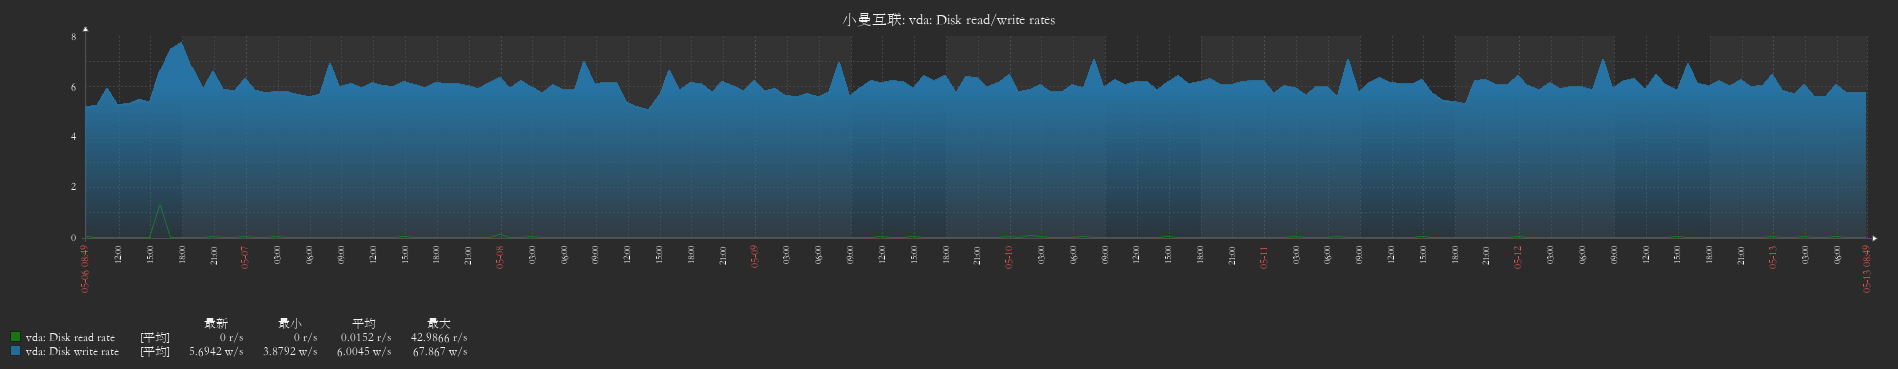 小曼互联: vda: Disk read/write rates
8
6
4
2
0
05-06 08:49 12:00 15:00 18:00 21:00 05-07 03:00 06:00 09:00 12:00 15:00 18:00 21:00 05-08 03:00 06:00 09:00 12:00 15:00 18:00 21:00 05-09 03:00 06:00 09:00 12:00 15:00 18:00 21:00 05-10 03:00 06:00 09:00 12:00 15:00 18:00 21:00 05-11 03:00 06:00 09:00 12:00 15:00 18:00 21:00 05-12 03:00 06:00 09:00 12:00 15:00 18:00 21:00 05-13 03:00 06:00 05-13 08:49
最新 最小 平均 最大
vda: Disk read rate [平均] 0 r/s 0 r/s 0.0152 r/s 42.9866 r/s
vda: Disk write rate [平均] 5.6942 w/s 3.8792 w/s 6.0045 w/s 67.867 w/s